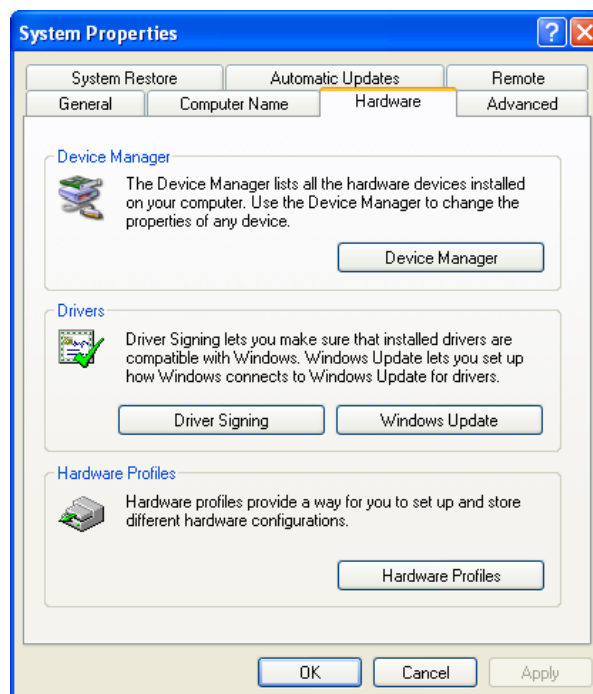 System Properties
System Restore Automatic Updates Remote
General Computer Name Hardware Advanced
Device Manager
The Device Manager lists all the hardware devices installed
on your computer. Use the Device Manager to change the
properties of any device.
Device Manager
Drivers
Driver Signing lets you make sure that installed drivers are
compatible with Windows. Windows Update lets you set up
how Windows connects to Windows Update for drivers.
Driver Signing Windows Update
Hardware Profiles
Hardware profiles provide a way for you to set up and store
different hardware configurations.
Hardware Profiles
OK Cancel Apply